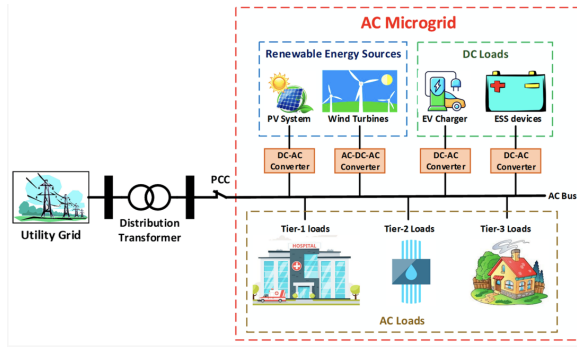 AC Microgrid
Renewable Energy Sources
DC Loads
PV System
Wind Turbines
EV Charger
ESS devices
DC-AC
Converter
AC-DC-AC
Converter
DC-AC
Converter
DC-AC
Converter
PCC
AC Bus
Utility Grid
Distribution
Transformer
Tier-1 loads
Tier-2 Loads
Tier-3 Loads
HOSPITAL
AC Loads